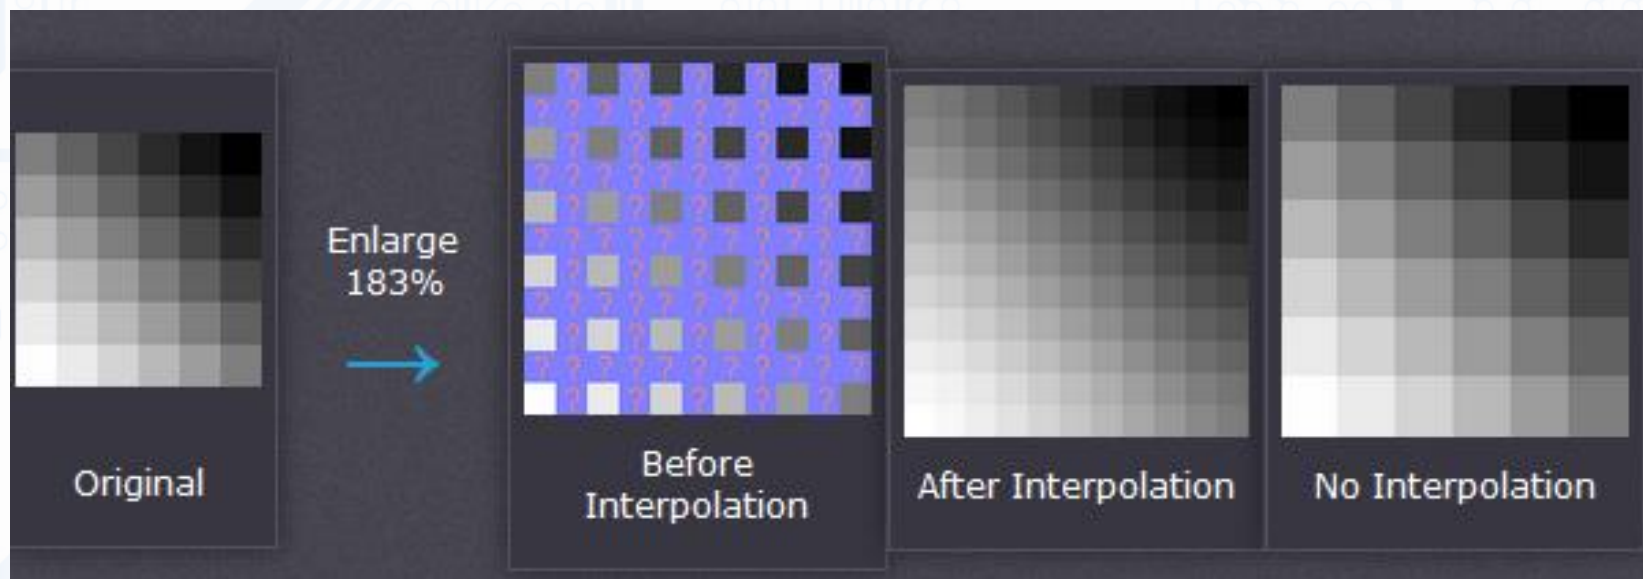 Original
Enlarge
183%
→
? ? ? ? ?
? ? ? ? ? ? ? ? ? ? ?
? ? ? ? ?
? ? ? ? ? ? ? ? ? ? ?
? ? ? ? ?
? ? ? ? ? ? ? ? ? ? ?
? ? ? ? ?
? ? ? ? ? ? ? ? ? ? ?
? ? ? ? ?
? ? ? ? ? ? ? ? ? ? ?
? ? ? ? ?
Before
Interpolation
After Interpolation
No Interpolation